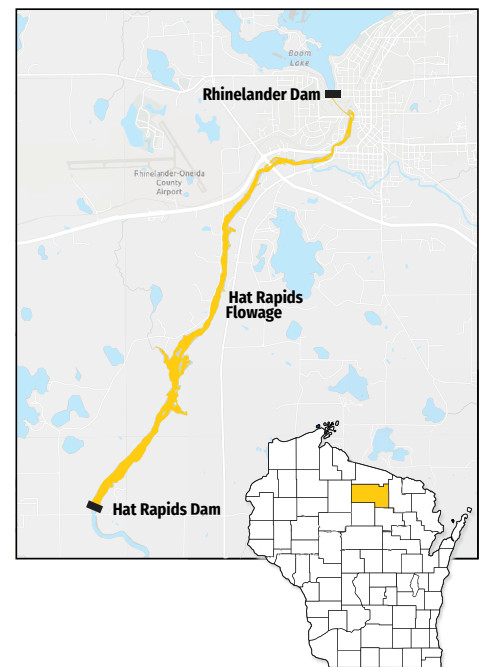 Boom
Lake
Rhinelander Dam
Rhinelander-Oneida
County
Airport
Hat Rapids
Flowage
Hat Rapids Dam